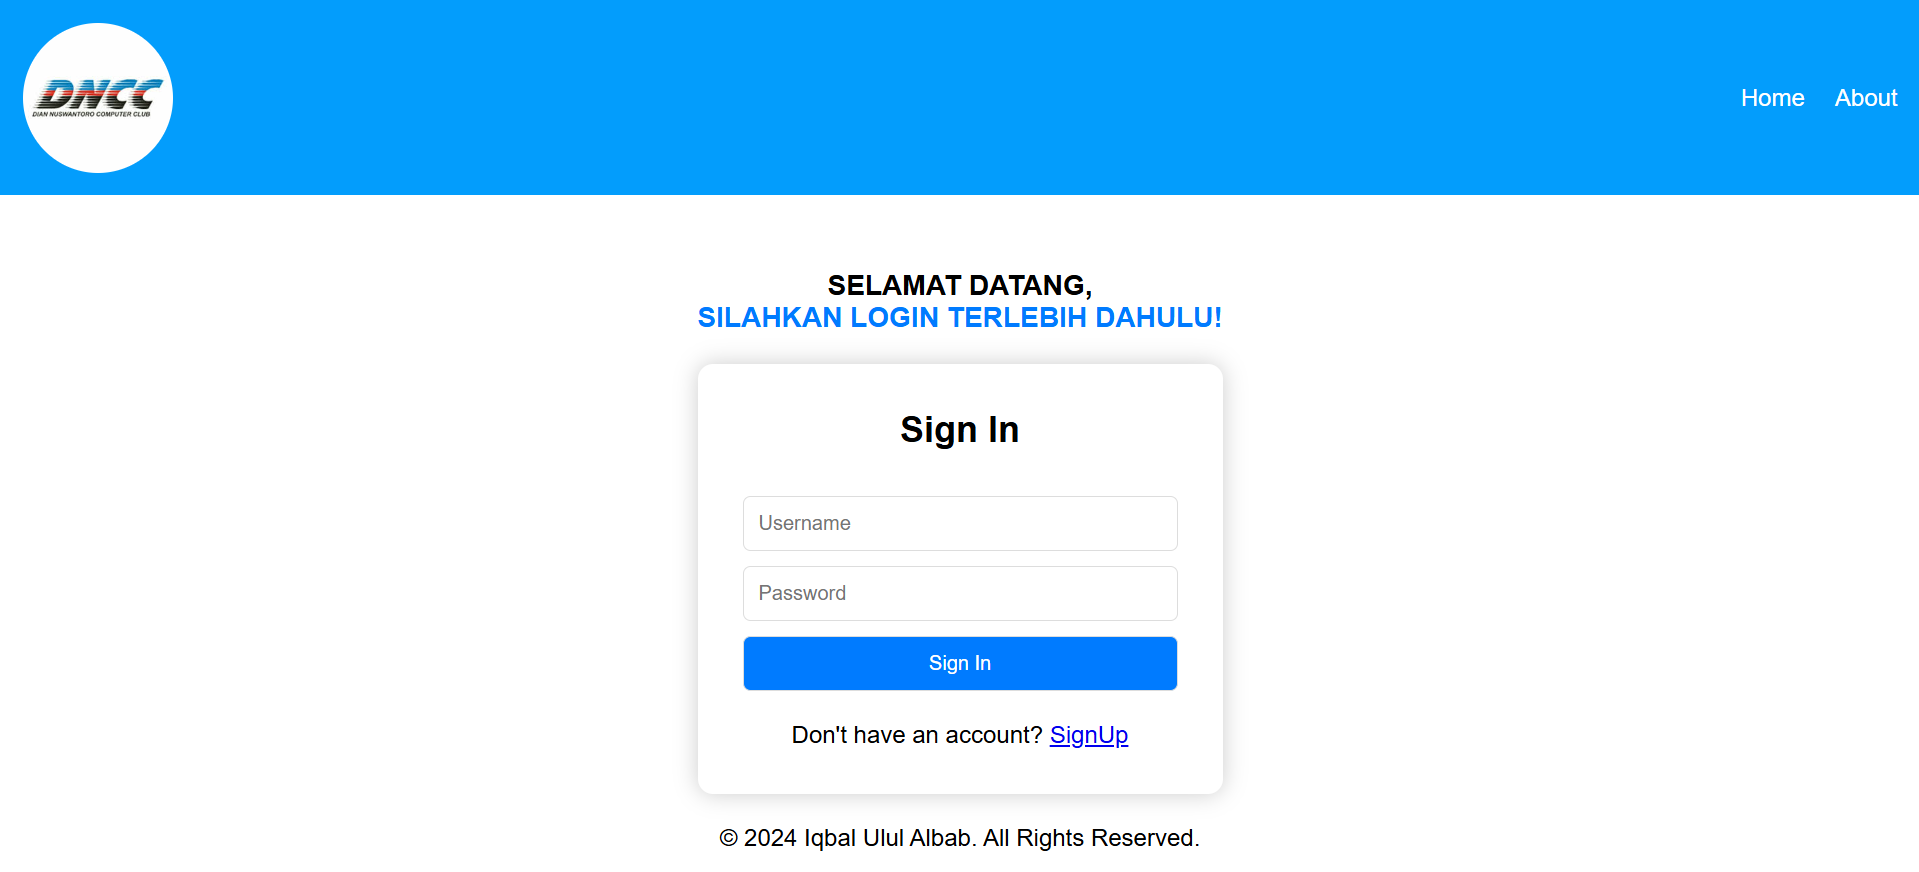 DNCC
DIAN NUSWANTORO COMPUTER CLUB
Home About
SELAMAT DATANG,
SILAHKAN LOGIN TERLEBIH DAHULU!
Sign In
Username
Password
Sign In
Don't have an account? SignUp
© 2024 Iqbal Ulul Albab. All Rights Reserved.